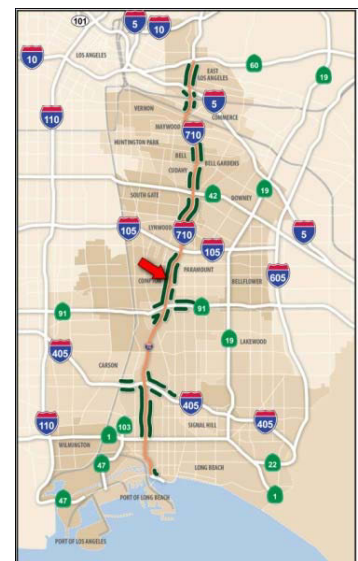 101
5
10
10
LOS ANGELES
EAST
LOS ANGELES
60
19
110
VERNON
5
COMMERCE
MAYWOOD
710
HUNTINGTON PARK
BELL
BELL GARDENS
CUDAHY
SOUTH GATE
42
DOWNEY
19
105
LYNWOOD
710
105
5
PARAMOUNT
605
COMPTON
BELLFLOWER
91
91
19
LAKEWOOD
405
CARSON
405
SIGNAL HILL
405
110
103
1
WILMINGTON
47
22
LONG BEACH
1
47
PORT OF LONG BEACH
PORT OF LOS ANGELES